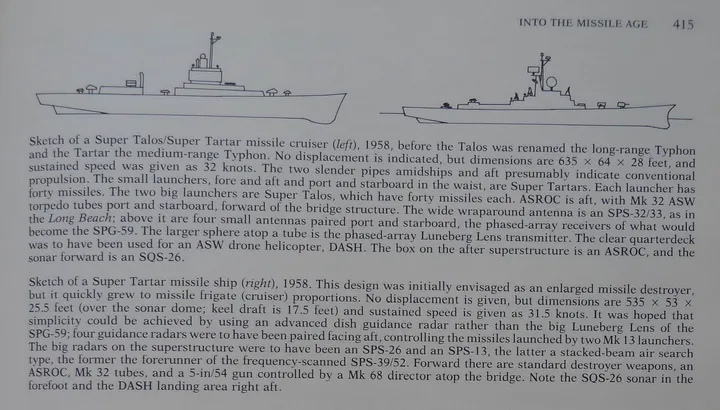 INTO THE MISSILE AGE 415
Sketch of a Super Talos/Super Tartar missile cruiser (left), 1958, before the Talos was renamed the long-range Typhon
and the Tartar the medium-range Typhon. No displacement is indicated, but dimensions are 635 × 64 × 28 feet, and
sustained speed was given as 32 knots. The two slender pipes amidships and aft presumably indicate conventional
propulsion. The small launchers, fore and aft and port and starboard in the waist, are Super Tartars. Each launcher has
forty missiles. The two big launchers are Super Talos, which have forty missiles each. ASROC is aft, with Mk 32 ASW
torpedo tubes port and starboard, forward of the bridge structure. The wide wraparound antenna is an SPS-32/33, as in
the Long Beach; above it are four small antennas paired port and starboard, the phased-array receivers of what would
become the SPG-59. The larger sphere atop a tube is the phased-array Luneberg Lens transmitter. The clear quarterdeck
was to have been used for an ASW drone helicopter, DASH. The box on the after superstructure is an ASROC, and the
sonar forward is an SQS-26.
Sketch of a Super Tartar missile ship (right), 1958. This design was initially envisaged as an enlarged missile destroyer,
but it quickly grew to missile frigate (cruiser) proportions. No displacement is given, but dimensions are 535 × 53 ×
25.5 feet (over the sonar dome; keel draft is 17.5 feet) and sustained speed is given as 31.5 knots. It was hoped that
simplicity could be achieved by using an advanced dish guidance radar rather than the big Luneberg Lens of the
SPG-59; four guidance radars were to have been paired facing aft, controlling the missiles launched by two Mk 13 launchers.
The big radars on the superstructure were to have been an SPS-26 and an SPS-13, the latter a stacked-beam air search
type, the former the forerunner of the frequency-scanned SPS-39/52. Forward there are standard destroyer weapons, an
ASROC, Mk 32 tubes, and a 5-in/54 gun controlled by a Mk 68 director atop the bridge. Note the SQS-26 sonar in the
forefoot and the DASH landing area right aft.